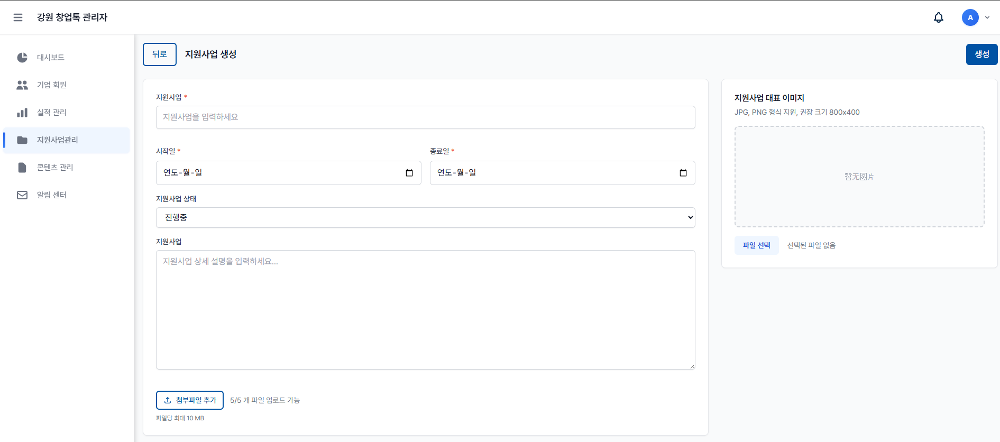 강원 창업톡 관리자
A
대시보드
기업 회원
실적 관리
지원사업관리
콘텐츠 관리
알림 센터
뒤로
지원사업 생성
생성
지원사업 *
지원사업을 입력하세요
시작일 *
종료일 *
연도-월-일
연도-월-일
지원사업 상태
진행중
지원사업
지원사업 상세 설명을 입력하세요...
첨부파일 추가
5/5 개 파일 업로드 가능
파일당 최대 10 MB
지원사업 대표 이미지
JPG, PNG 형식 지원, 권장 크기 800x400
暂无图片
파일 선택
선택된 파일 없음